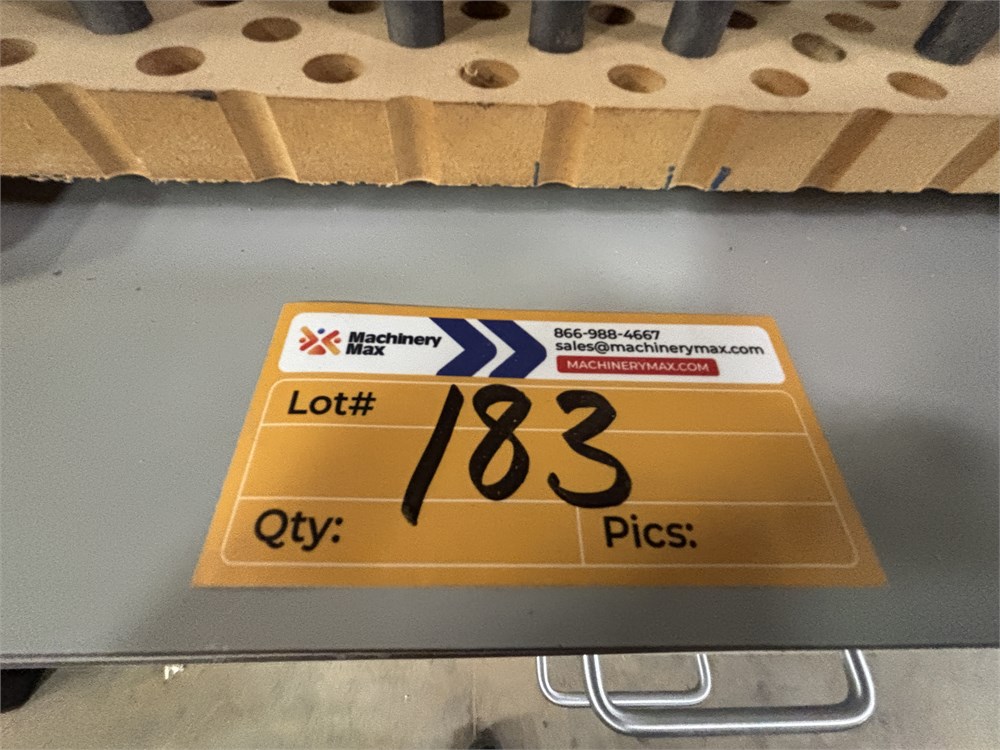 Machinery
Max
866-988-4667
sales@machinerymax.com
MACHINERYMAX.COM
Lot# 183
Qty:
Pics: